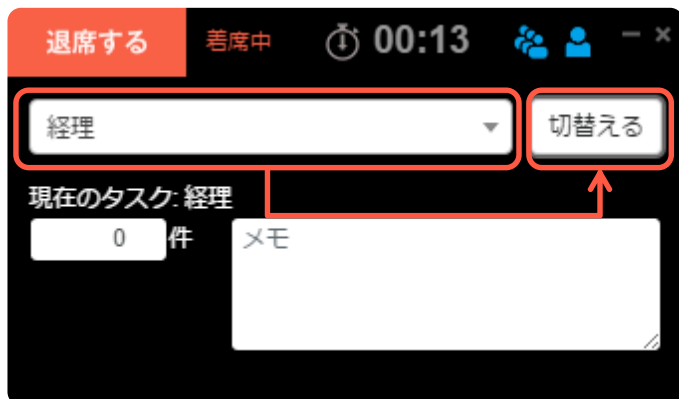 退席する 着席中 00:13
経理 切替える
現在のタスク: 経理
0 件 メモ